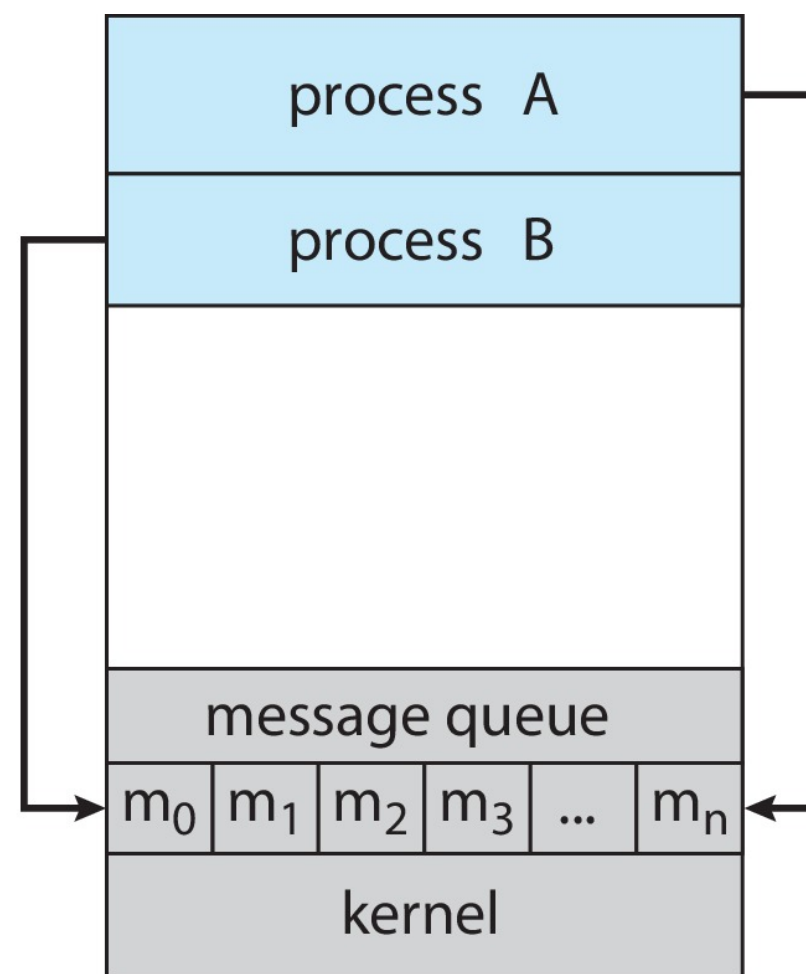 process A
process B
message queue
m₀ m₁ m₂ m₃ ... mₙ
kernel